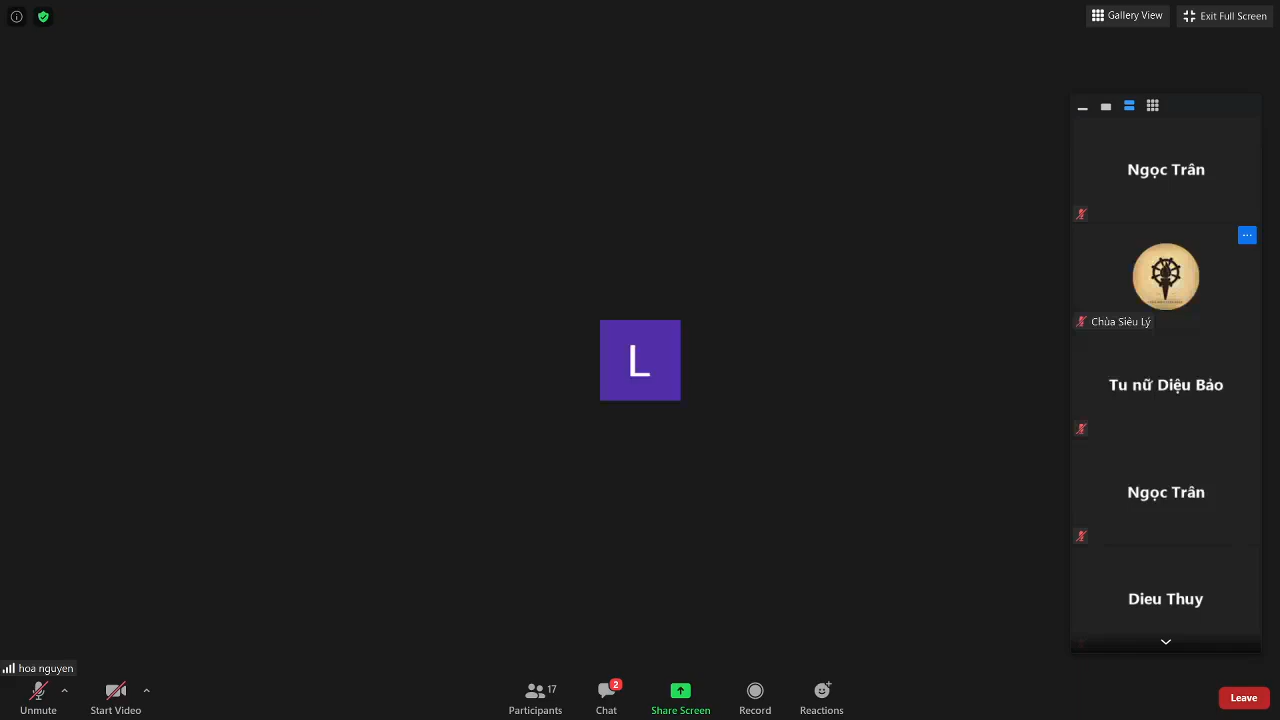 Gallery View
Exit Full Screen
Ngọc Trân
Chùa Siêu Lý
Tu nữ Diệu Bảo
L
Ngọc Trân
Dieu Thuy
hoa nguyen
Unmute
Start Video
Participants 17
Chat 2
Share Screen
Record
Reactions
Leave